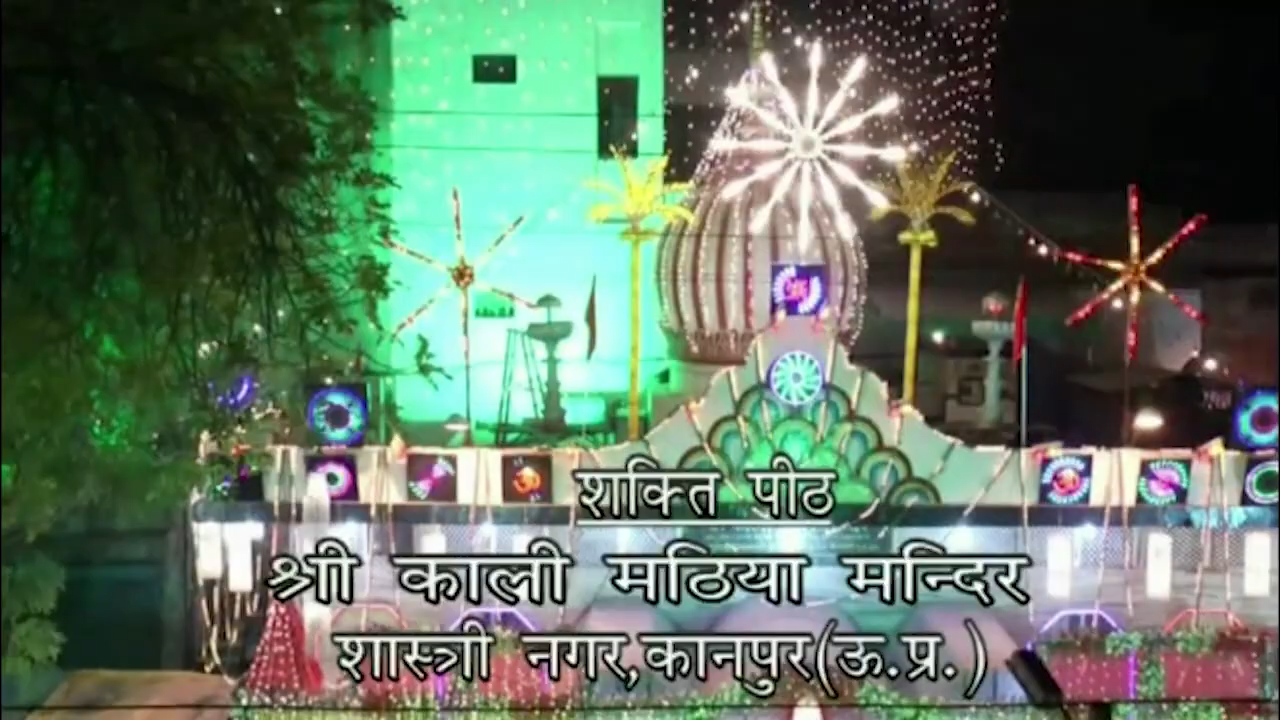 शक्ति पीठ
श्री काली मठिया मन्दिर
शास्त्री नगर,कानपुर(ऊ.प्र.)